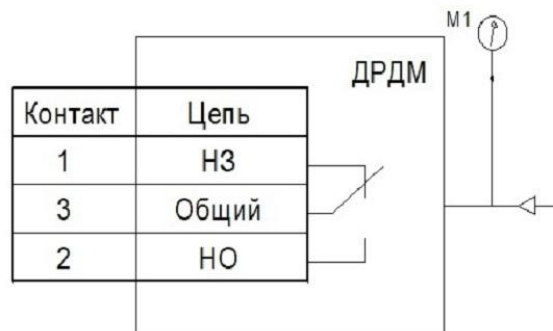 М1
ДРДМ
Контакт Цепь
1 НЗ
3 Общий
2 НО